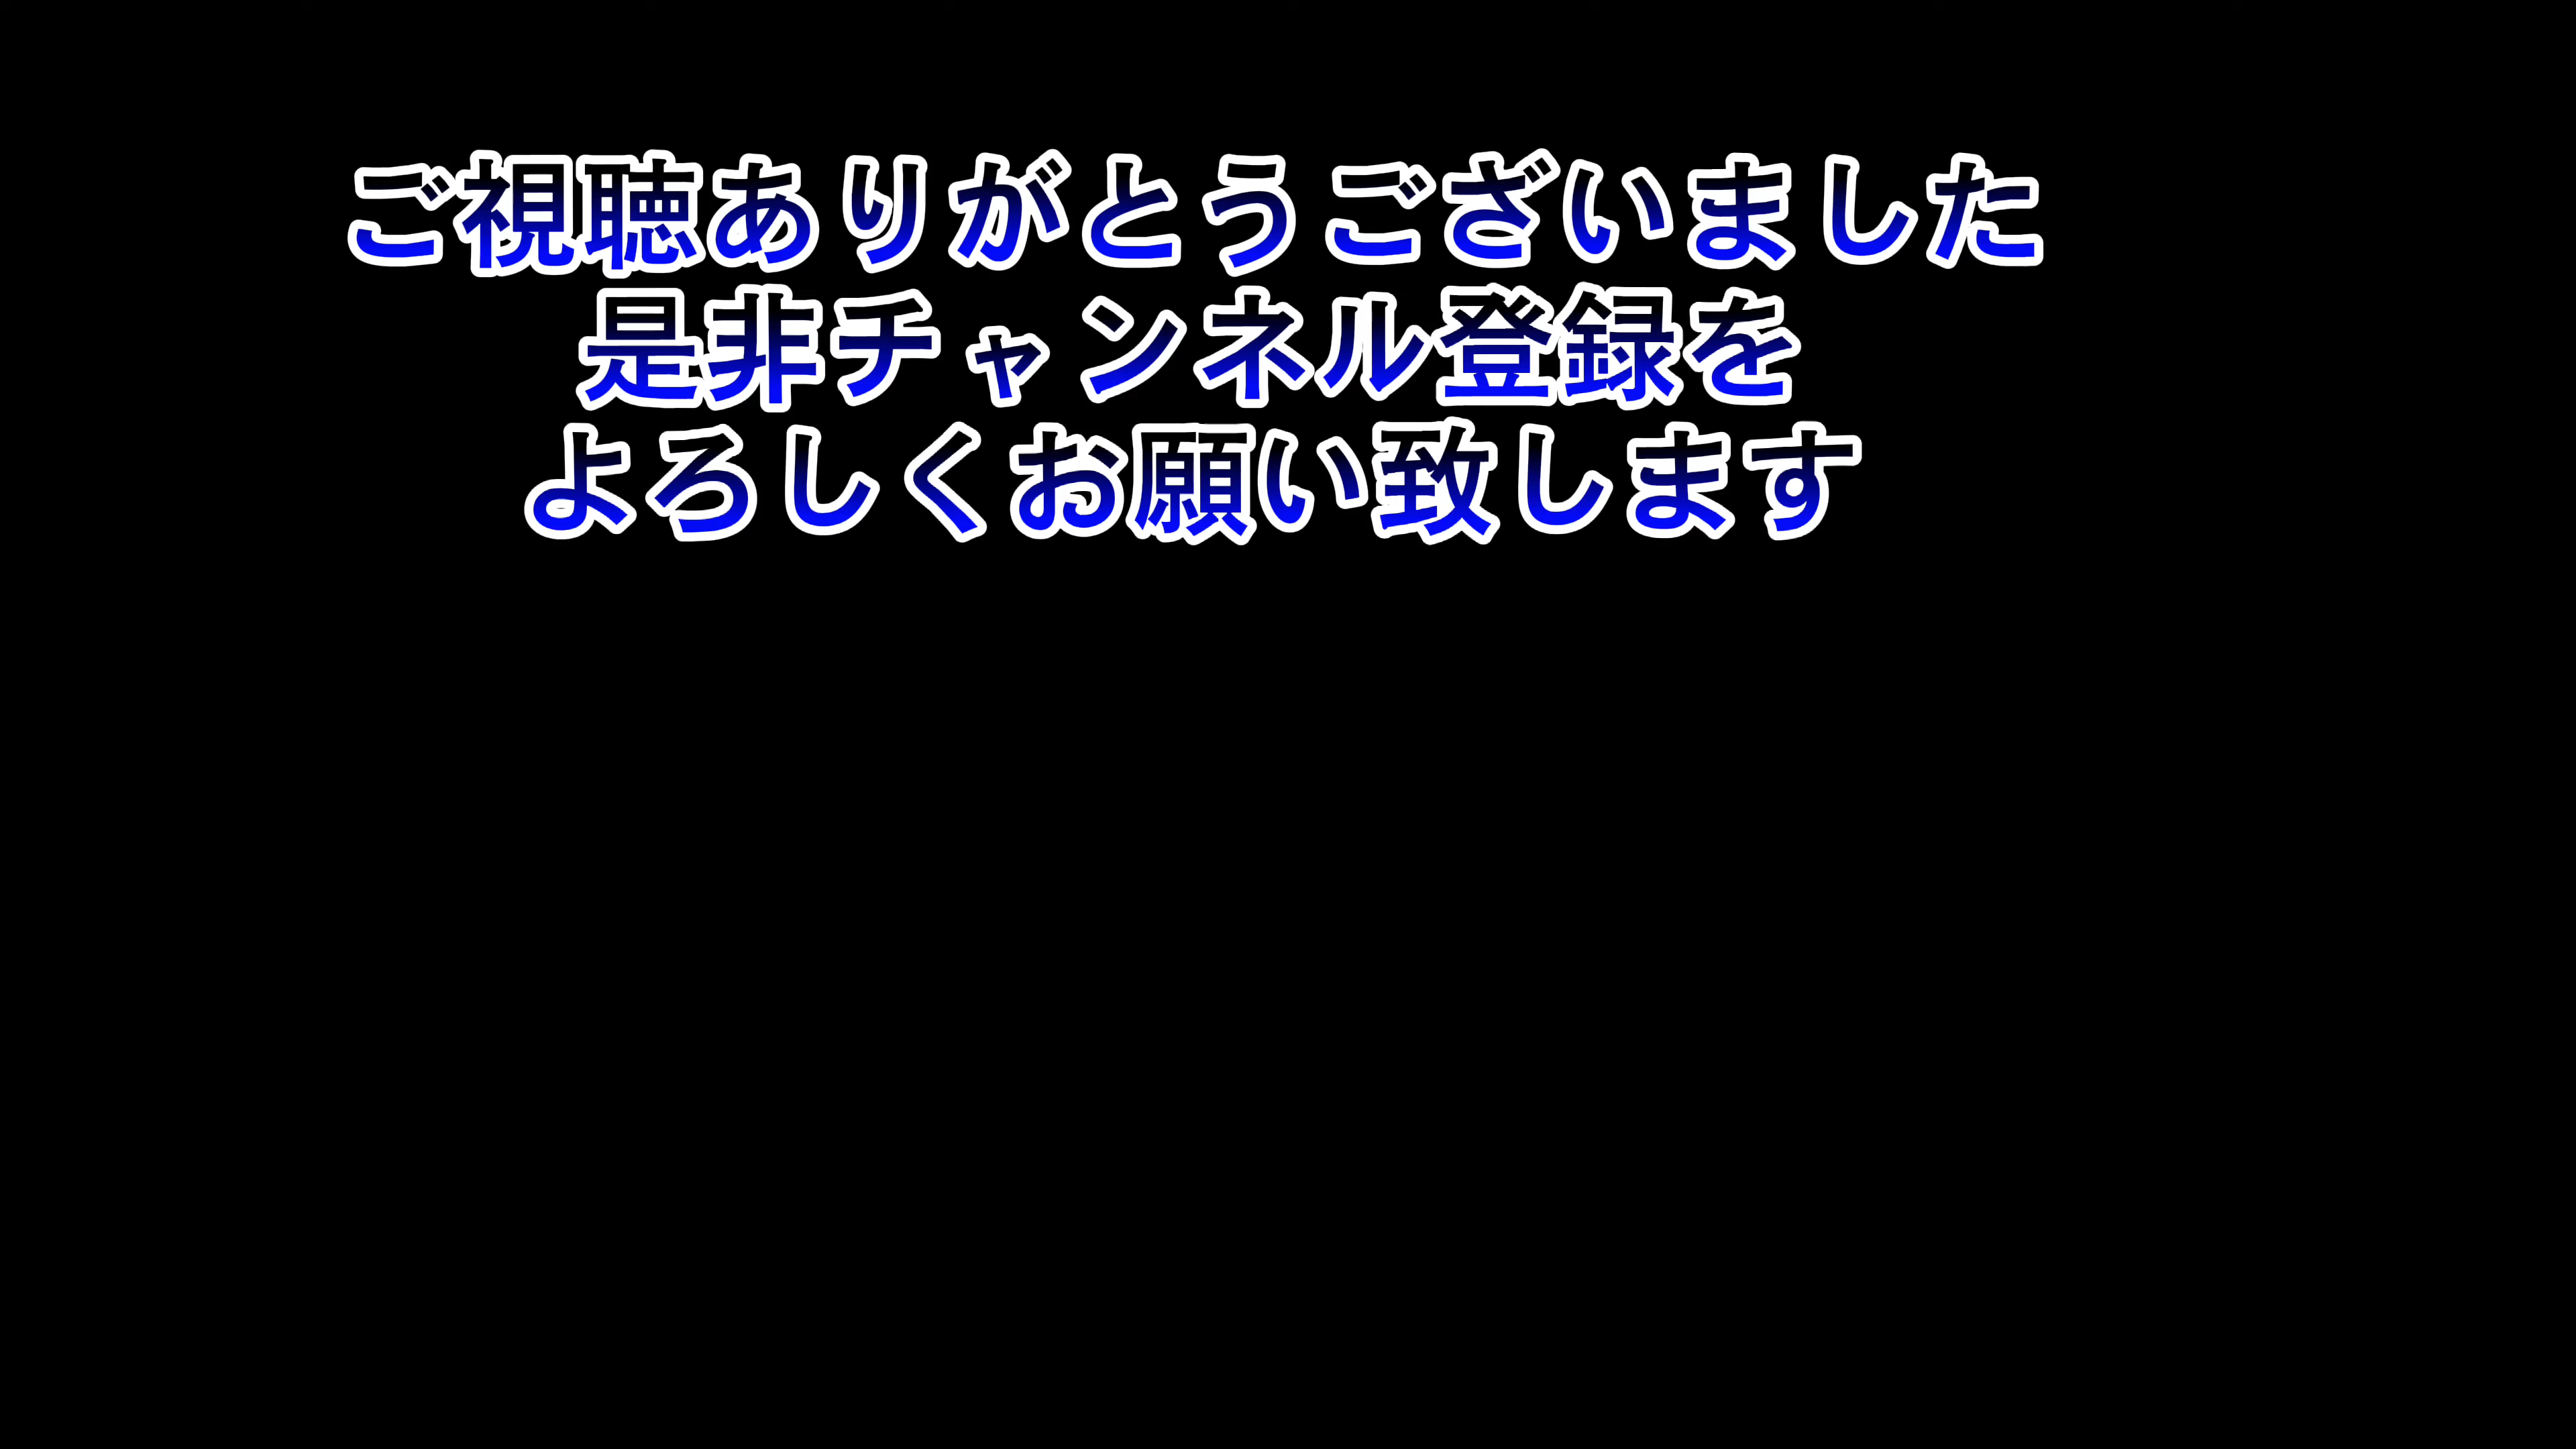 ご視聴ありがとうございました
是非チャンネル登録を
よろしくお願い致します